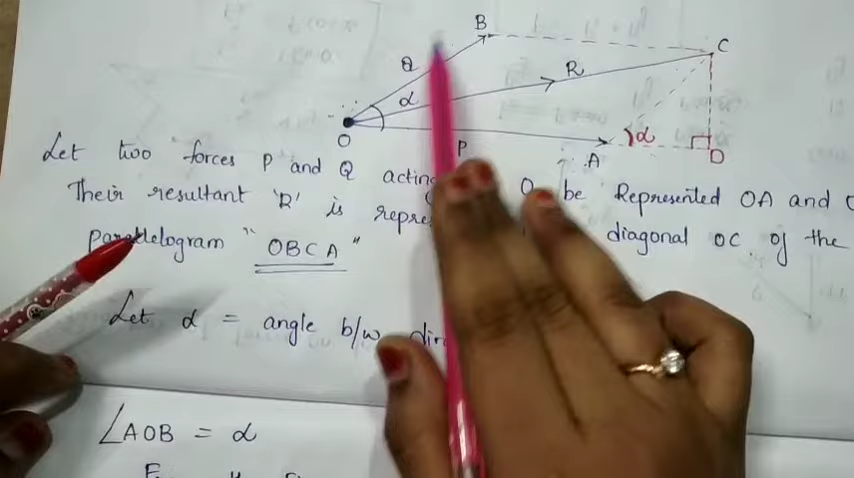 B
C
Q
R
α
O
P
A
α
D
Let two forces P and Q acting O be Represented OA and
Their resultant 'R' is diagonal OC of the
Parallelogram "OBCA"
Let α = angle b/w
∠AOB = α